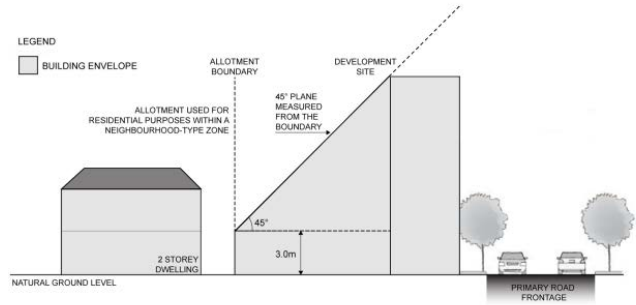 LEGEND
BUILDING ENVELOPE
ALLOTMENT
BOUNDARY
DEVELOPMENT
SITE
ALLOTMENT USED FOR
RESIDENTIAL PURPOSES WITHIN A
NEIGHBOURHOOD-TYPE ZONE
45° PLANE
MEASURED
FROM THE
BOUNDARY
45°
3.0m
2 STOREY
DWELLING
NATURAL GROUND LEVEL
PRIMARY ROAD
FRONTAGE